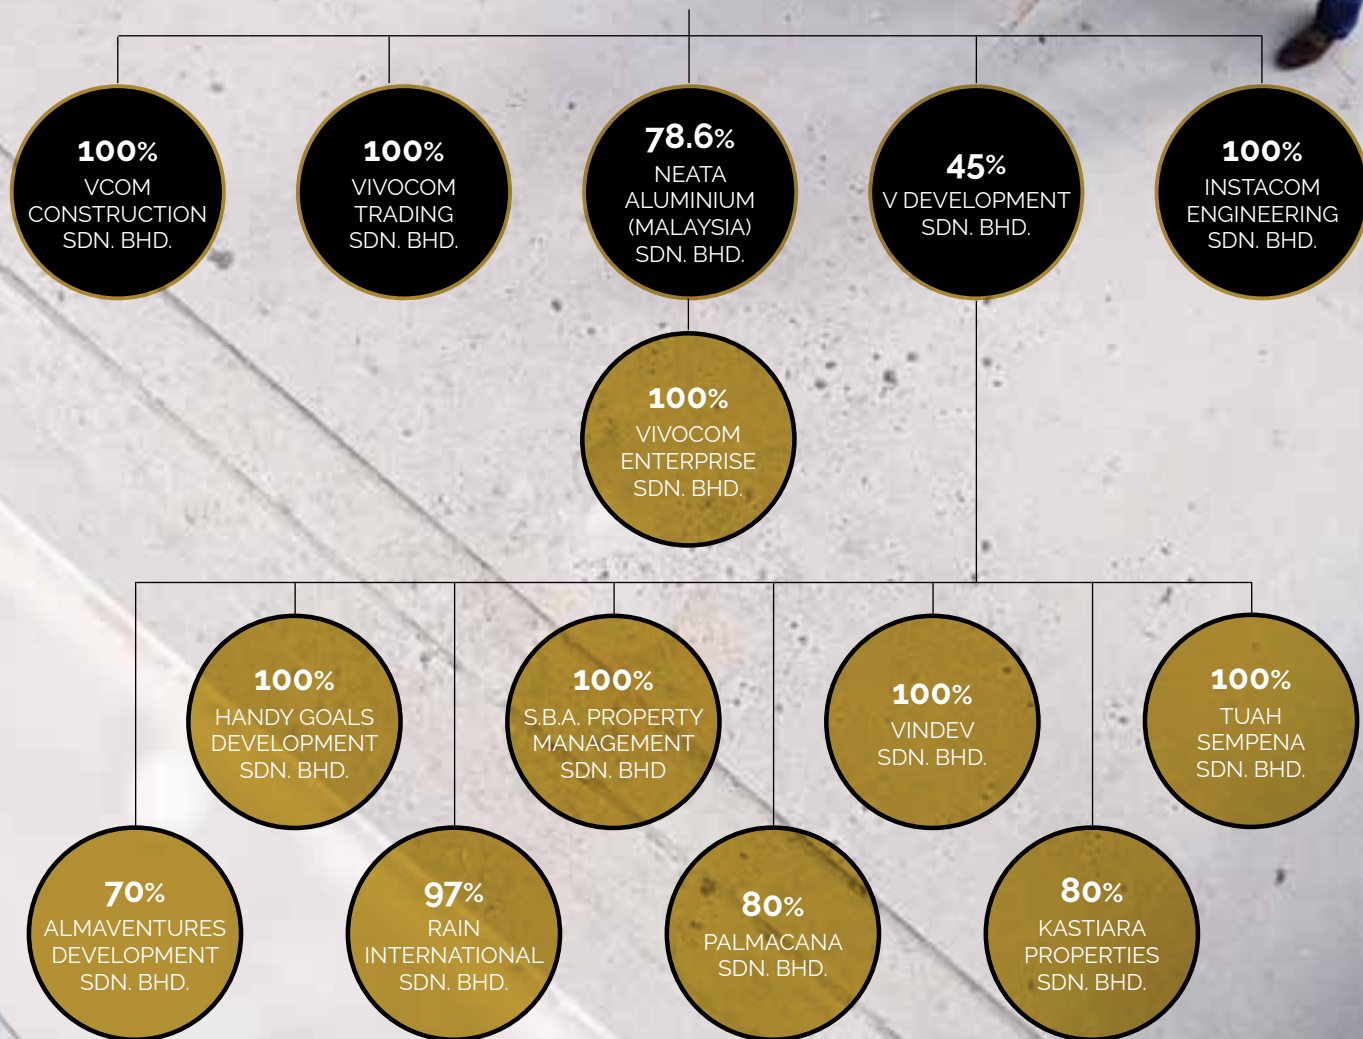 100%
VCOM
CONSTRUCTION
SDN. BHD.
100%
VIVOCOM
TRADING
SDN. BHD.
78.6%
NEATA
ALUMINIUM
(MALAYSIA)
SDN. BHD.
45%
V DEVELOPMENT
SDN. BHD.
100%
INSTACOM
ENGINEERING
SDN. BHD.
100%
VIVOCOM
ENTERPRISE
SDN. BHD.
100%
HANDY GOALS
DEVELOPMENT
SDN. BHD.
100%
S.B.A. PROPERTY
MANAGEMENT
SDN. BHD
100%
VINDEV
SDN. BHD.
100%
TUAH
SEMPENA
SDN. BHD.
70%
ALMAVENTURES
DEVELOPMENT
SDN. BHD.
97%
RAIN
INTERNATIONAL
SDN. BHD.
80%
PALMACANA
SDN. BHD.
80%
KASTIARA
PROPERTIES
SDN. BHD.